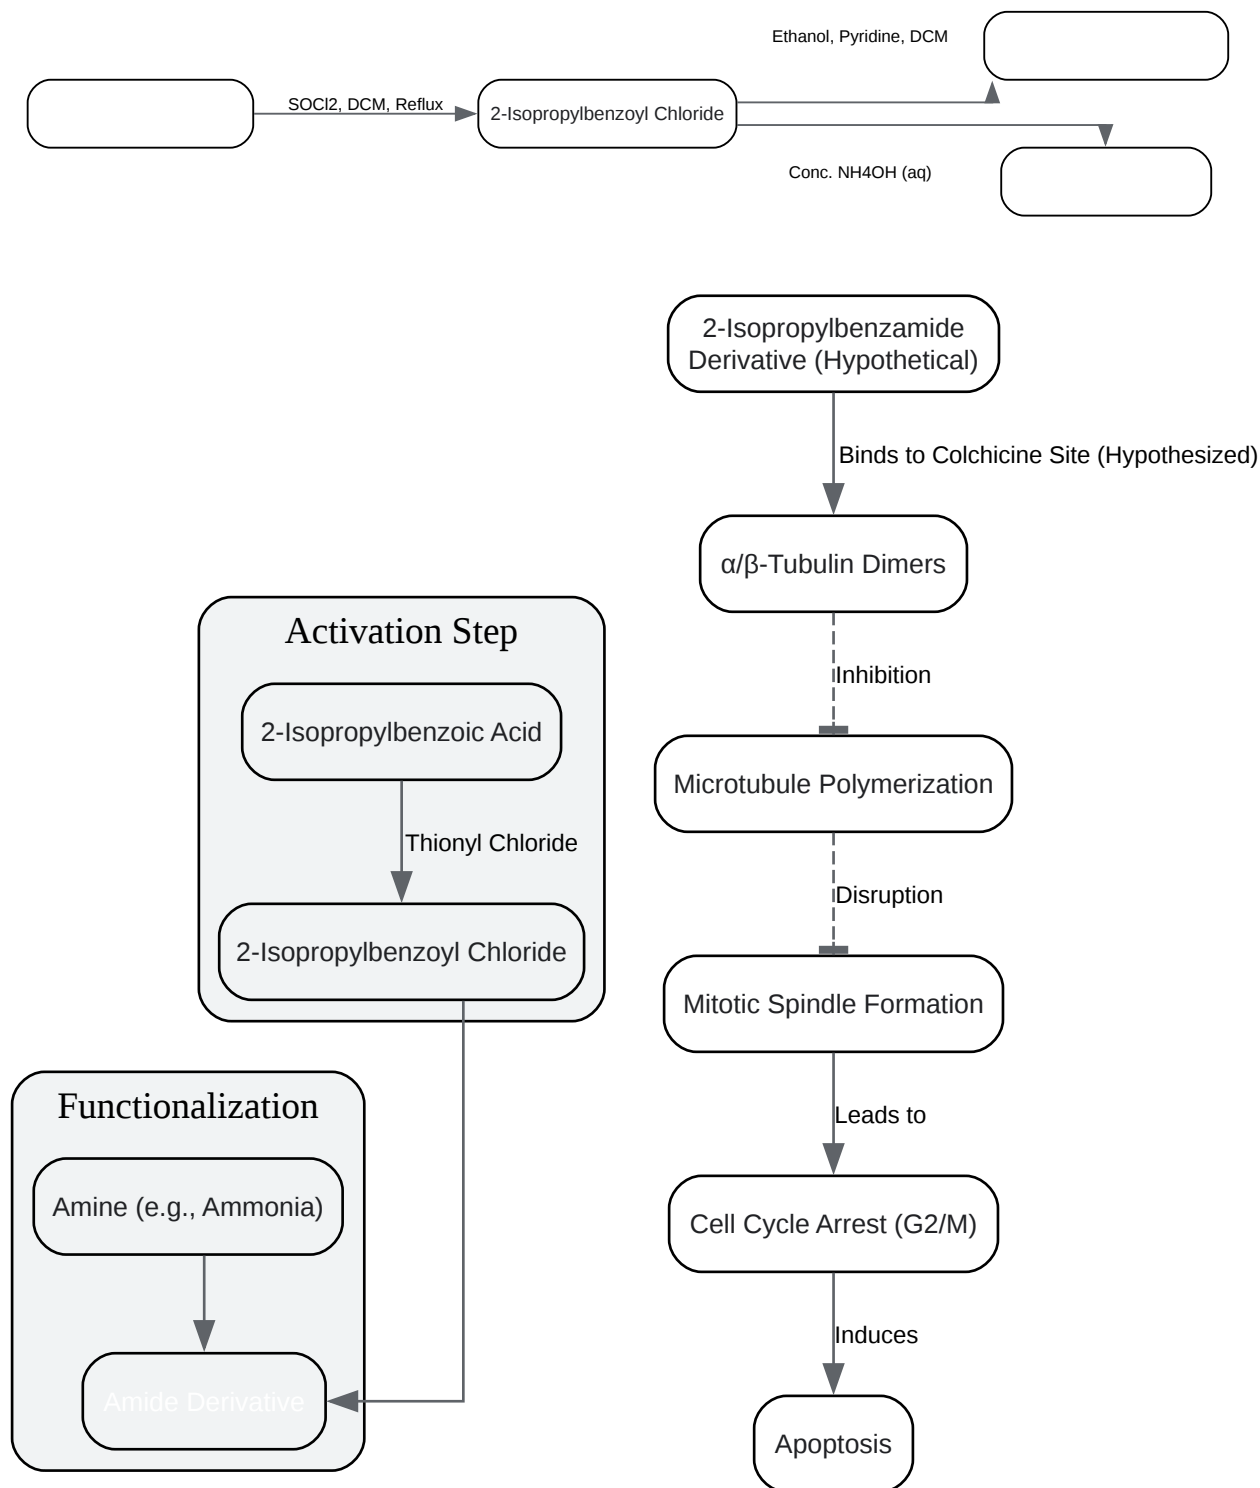 Ethanol, Pyridine, DCM
SOCl2, DCM, Reflux
2-Isopropylbenzoyl Chloride
Conc. NH4OH (aq)
2-Isopropylbenzamide
Derivative (Hypothetical)
Binds to Colchicine Site (Hypothesized)
α/β-Tubulin Dimers
Inhibition
Microtubule Polymerization
Disruption
Mitotic Spindle Formation
Leads to
Cell Cycle Arrest (G2/M)
Induces
Apoptosis
Activation Step
2-Isopropylbenzoic Acid
Thionyl Chloride
2-Isopropylbenzoyl Chloride
Functionalization
Amine (e.g., Ammonia)
Amide Derivative